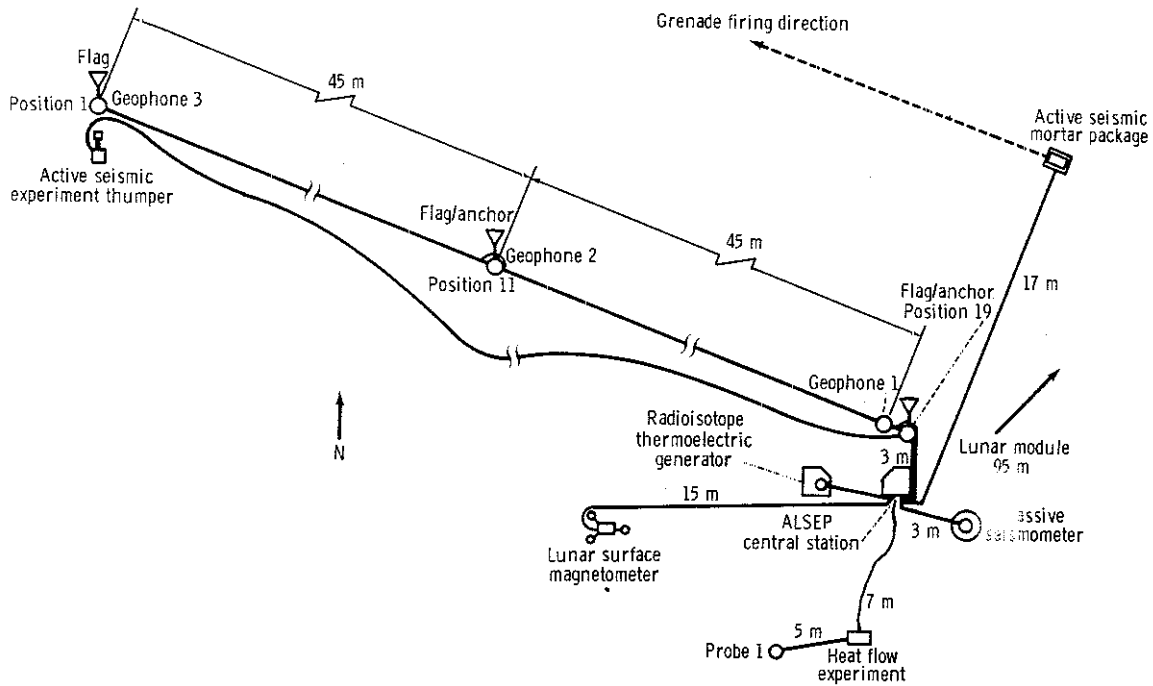 Grenade firing direction
Flag
45 m
Position 1
Geophone 3
Active seismic
mortar package
Active seismic
experiment thumper
Flag/anchor
Geophone 2
Position 11
45 m
17 m
Flag/anchor
Position 19
Geophone 1
N
Radioisotope
thermoelectric
generator
3 m
Lunar module
95 m
15 m
ALSEP
central station
3 m
assive
seismometer
Lunar surface
magnetometer
7 m
5 m
Probe 1
Heat flow
experiment